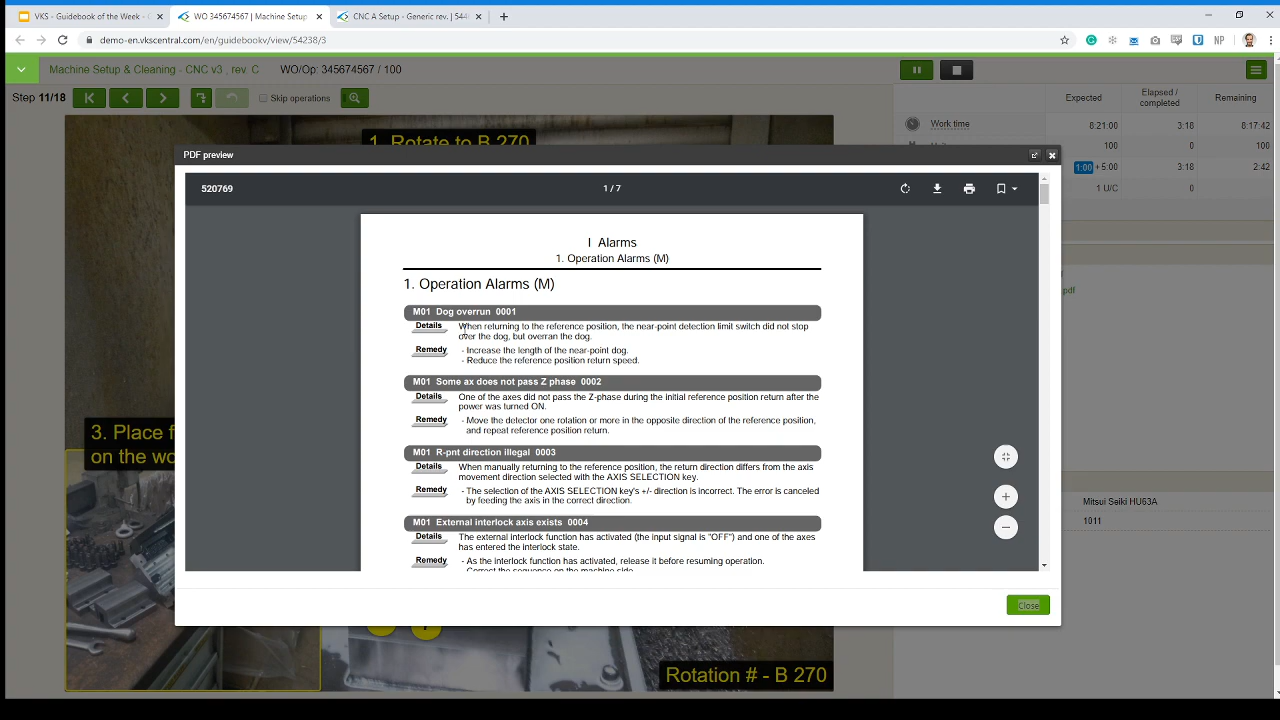 VKS - Guidebook of the Week -
WO 345674567 | Machine Setup
CNC A Setup - Generic rev. | 544
demo-en.vkscentral.com/en/guidebookv/view/54238/3
NP
Machine Setup & Cleaning - CNC v3 , rev. C WO/Op: 345674567 / 100
Step 11/18
Skip operations
Expected
Elapsed / completed
Remaining
Work time 8:21:00 3:18 8:17:42
100 0 100
1:00 +5:00 3:18 2:42
1 U/C 0
1. Rotate to B 270
PDF preview
520769
1 / 7
I Alarms
1. Operation Alarms (M)
1. Operation Alarms (M)
M01 Dog overrun 0001
Details When returning to the reference position, the near-point detection limit switch did not stop
over the dog, but overran the dog.
Remedy - Increase the length of the near-point dog.
- Reduce the reference position return speed.
M01 Some ax does not pass Z phase 0002
Details One of the axes did not pass the Z-phase during the initial reference position return after the
power was turned ON.
Remedy - Move the detector one rotation or more in the opposite direction of the reference position,
and repeat reference position return.
M01 R-pnt direction illegal 0003
Details When manually returning to the reference position, the return direction differs from the axis
movement direction selected with the AXIS SELECTION key.
Remedy - The selection of the AXIS SELECTION key's +/- direction is incorrect. The error is canceled
by feeding the axis in the correct direction.
M01 External interlock axis exists 0004
Details The external interlock function has activated (the input signal is "OFF") and one of the axes
has entered the interlock state.
Remedy - As the interlock function has activated, release it before resuming operation.
- Correct the sequence on the machine side.
Close
3. Place
on the wo
pdf
Mitsui Seiki HU63A
1011
Rotation # - B 270